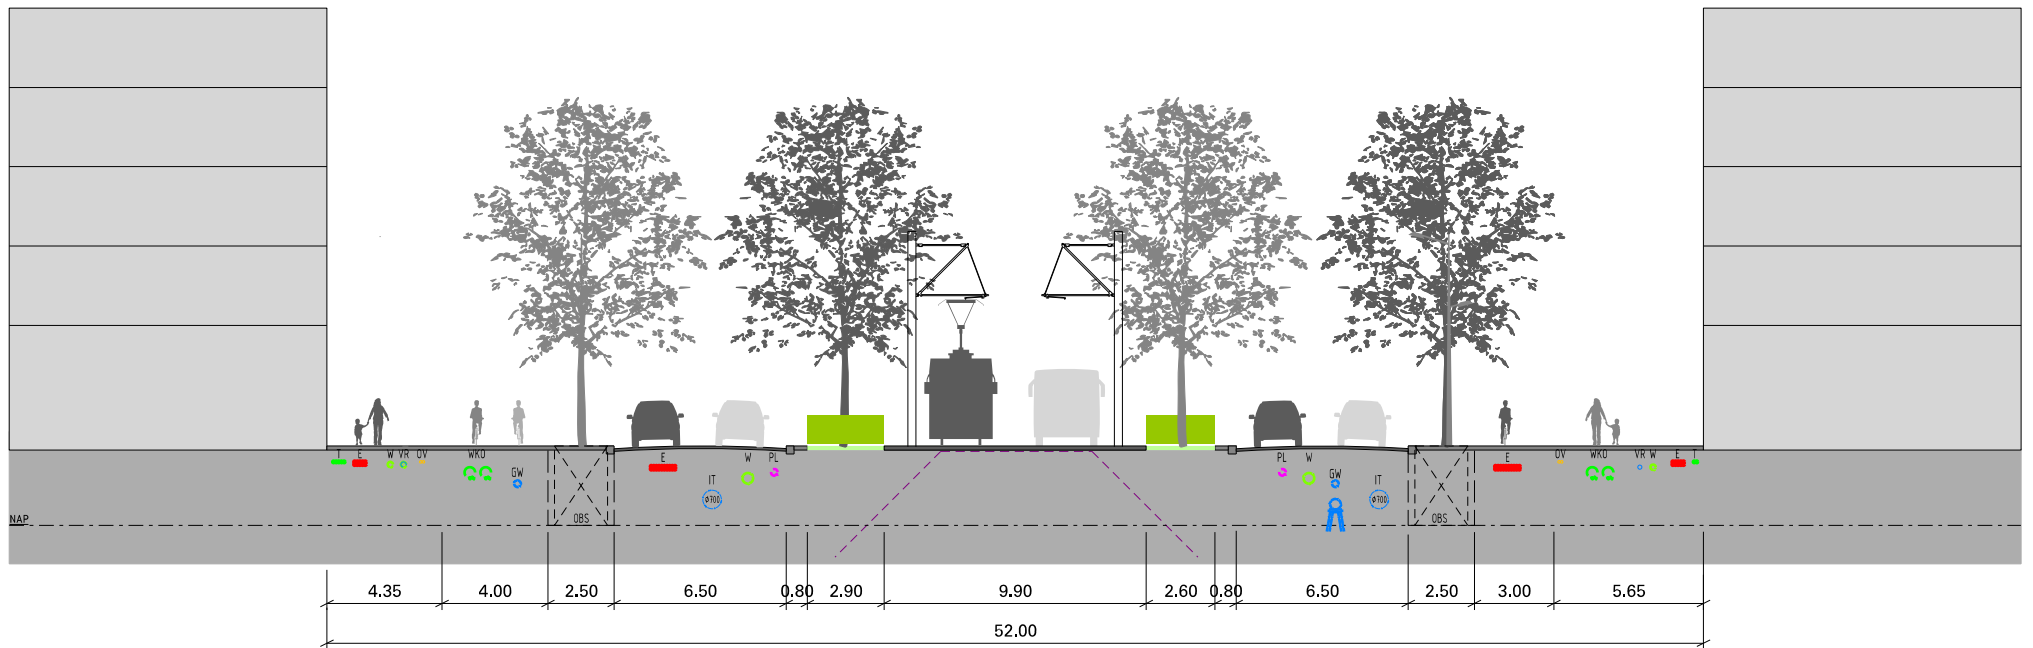 T E W VR OV WKO GW E W PL PL W GW IT E OV WKO VR W E T
IT
Ø700 Ø700
X X
NAP OBS OBS
4.35 4.00 2.50 6.50 0.80 2.90 9.90 2.60 0.80 6.50 2.50 3.00 5.65
52.00